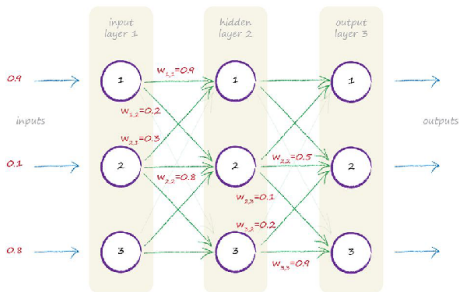 input
layer 1
hidden
layer 2
output
layer 3
0.9
1
w1,1=0.9
1
1
w1,2=0.2
w2,1=0.3
inputs
outputs
0.1
2
w2,2=0.8
2
w2,2=0.5
2
w2,3=0.1
w3,2=0.2
0.8
3
3
w3,3=0.9
3